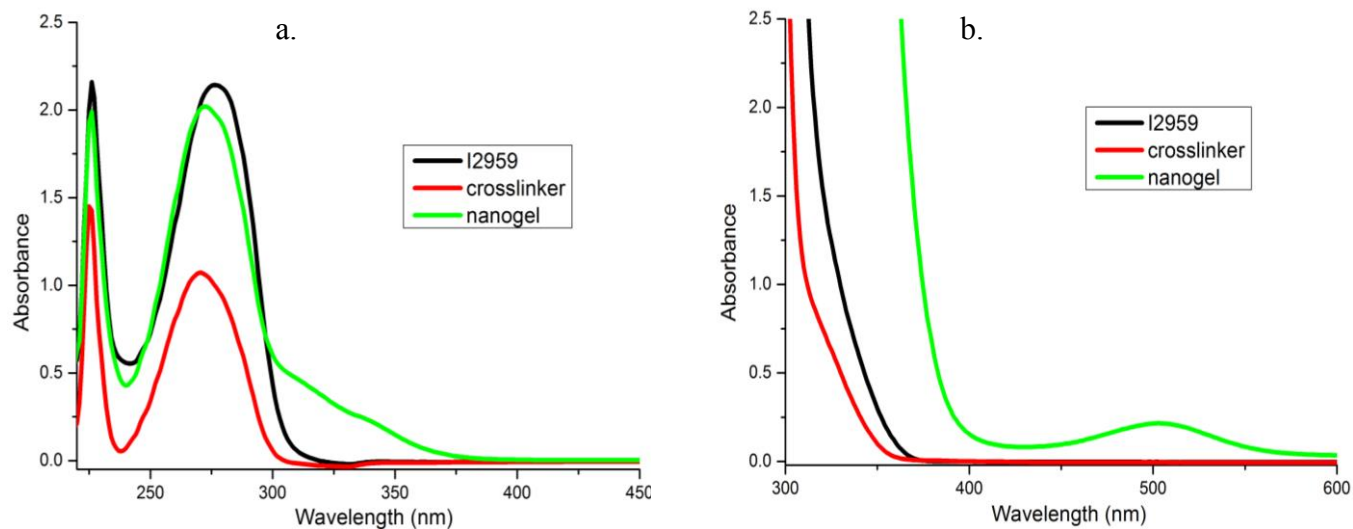 a.
2.5
2.0
1.5
1.0
0.5
0.0
Absorbance
I2959
crosslinker
nanogel
250 300 350 400 450
Wavelength (nm)
b.
2.5
2.0
1.5
1.0
0.5
0.0
Absorbance
I2959
crosslinker
nanogel
300 400 500 600
Wavelength (nm)